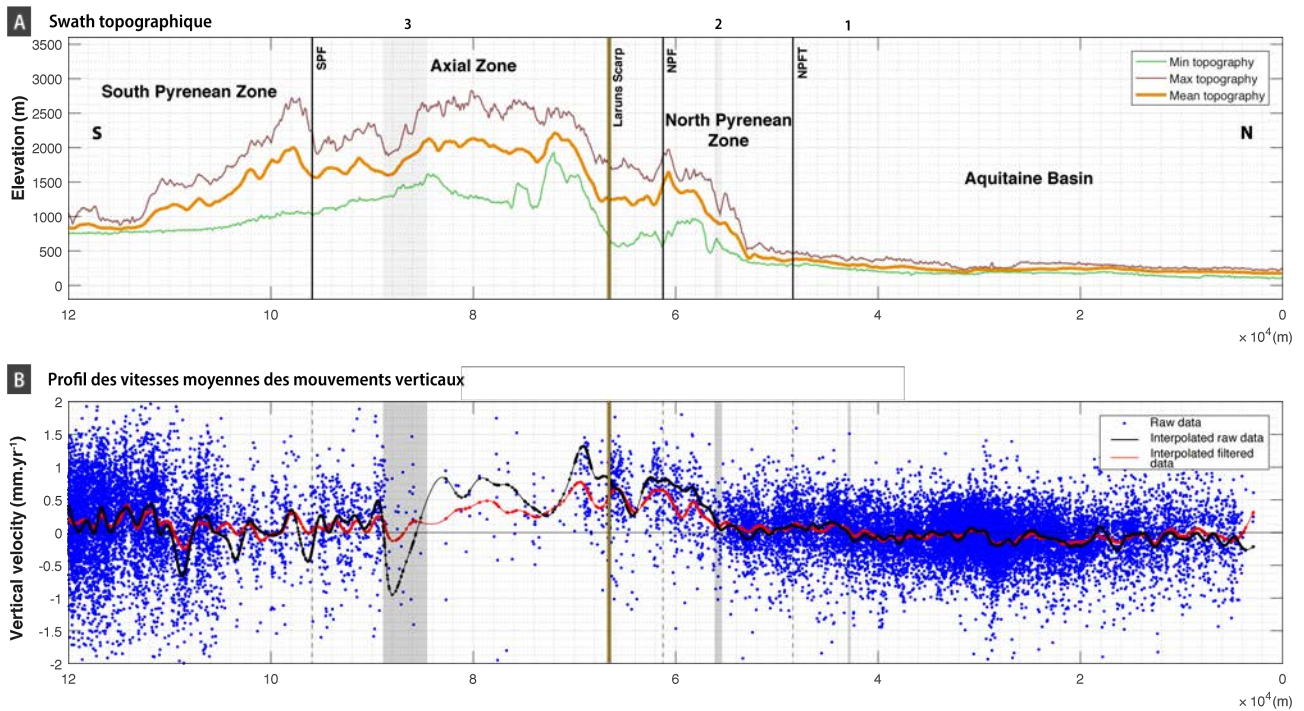 A Swath topographique
3 2 1
3500
3000
2500
2000
1500
1000
500
0
Elevation (m)
SPF
Laruns Scarp
NPF
NPFT
South Pyrenean Zone
Axial Zone
North Pyrenean
Zone
Aquitaine Basin
S
N
Min topography
Max topography
Mean topography
12 10 8 6 4 2 0
× 10⁴ (m)
B Profil des vitesses moyennes des mouvements verticaux
2
1.5
1
0.5
0
-0.5
-1
-1.5
-2
Vertical velocity (mm.yr⁻¹)
Raw data
Interpolated raw data
Interpolated filtered
data
12 10 8 6 4 2 0
× 10⁴ (m)